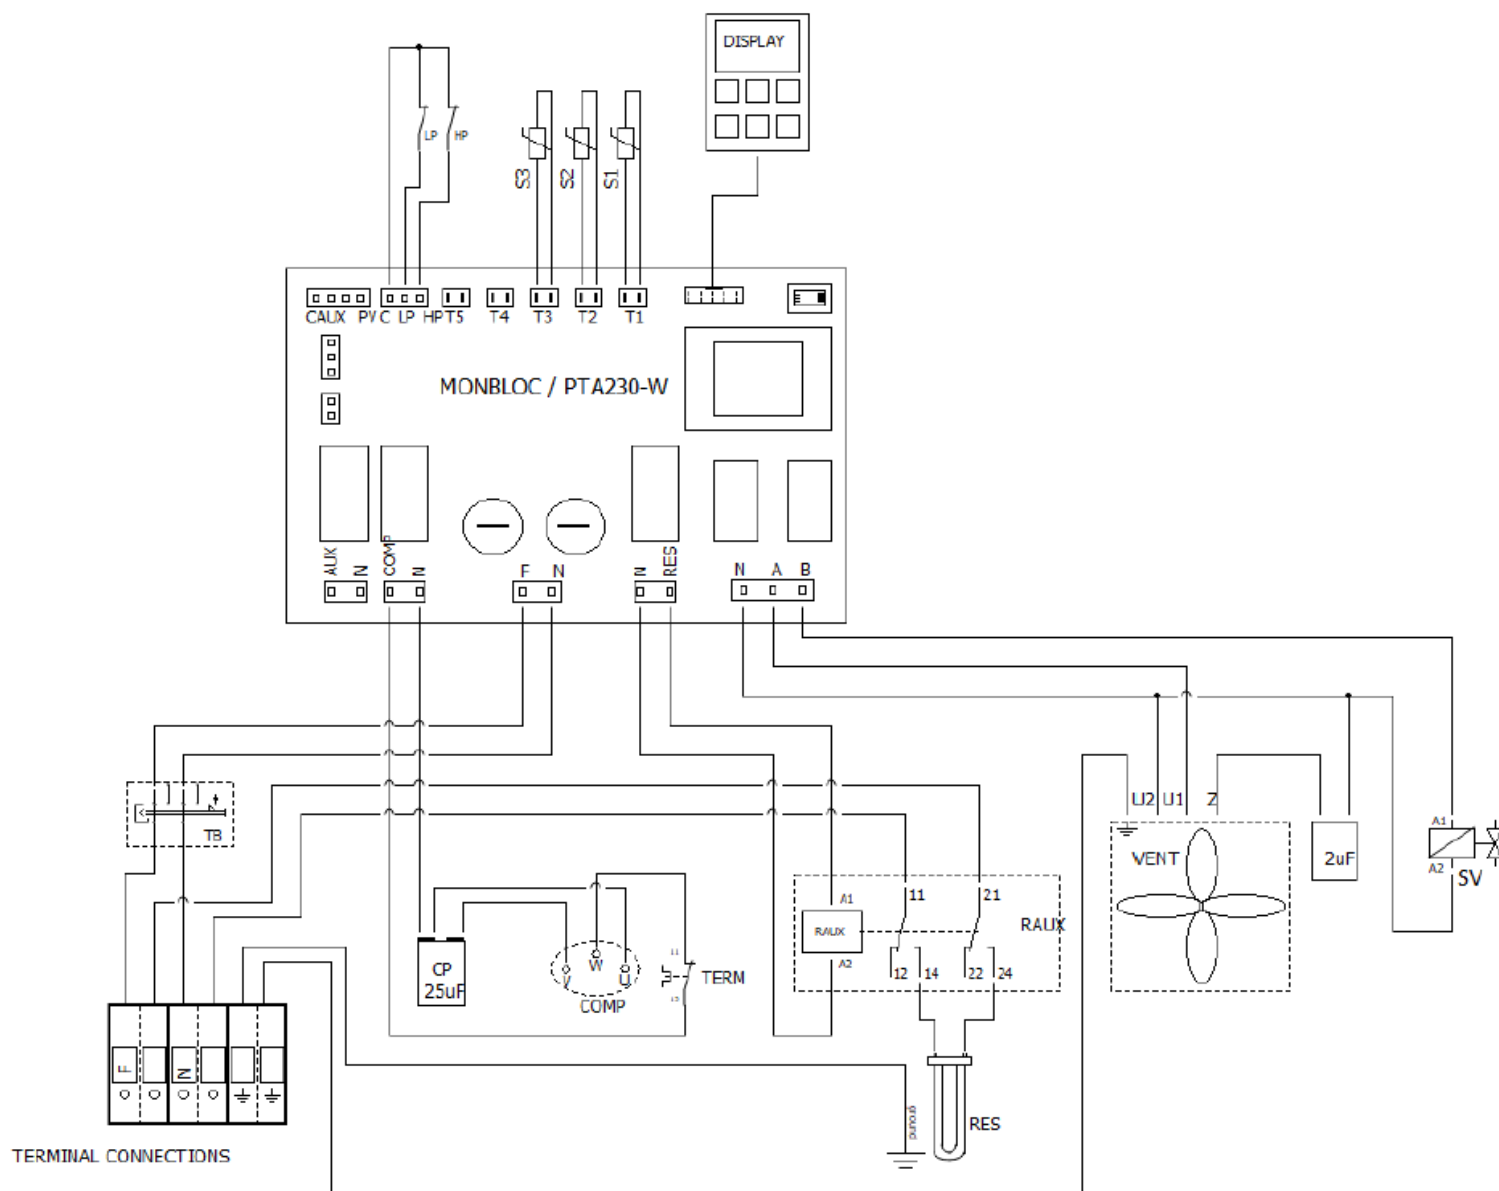 DISPLAY
LP HP
S3 S2 S1
CAUX PV C LP HP T5 T4 T3 T2 T1
MONBLOC / PTA230-W
AUX N COMP N F N N RES N A B
TB
U2 U1 Z
VENT
2uF
A1
A2
SV
A1
11
21
RAUX
RAUX
A2
12 14 22 24
CP
25uF
V W U
COMP
11
TERM
F N
ground
RES
TERMINAL CONNECTIONS